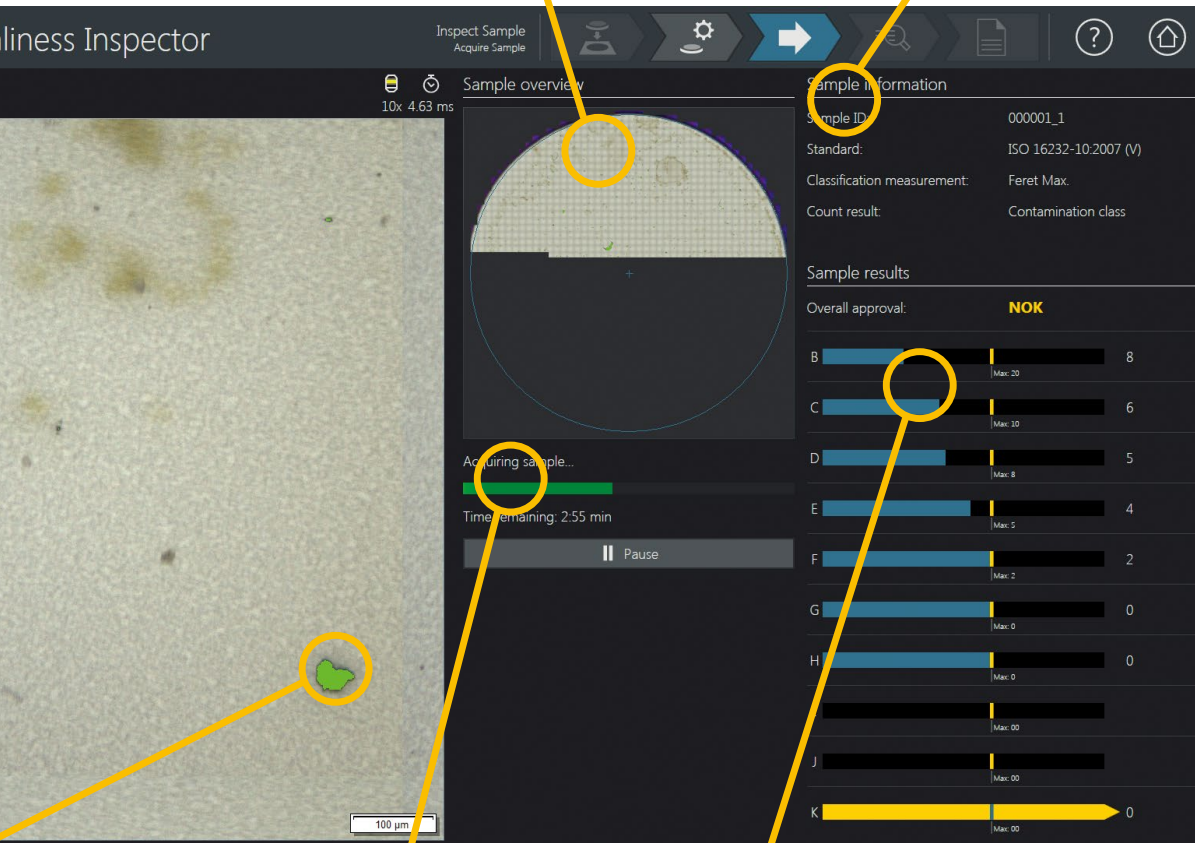 liness Inspector
Inspect Sample
Acquire Sample
?
10x 4.63 ms
Sample overview
Acquiring sample...
Time remaining: 2:55 min
Pause
100 µm
Sample information
Sample ID: 000001_1
Standard: ISO 16232-10:2007 (V)
Classification measurement: Feret Max.
Count result: Contamination class
Sample results
Overall approval: NOK
B 8
Max: 20
C 6
Max: 10
D 5
Max: 8
E 4
Max: 5
F 2
Max: 2
G 0
Max: 0
H 0
Max: 0
Max: 00
J
Max: 00
K 0
Max: 00